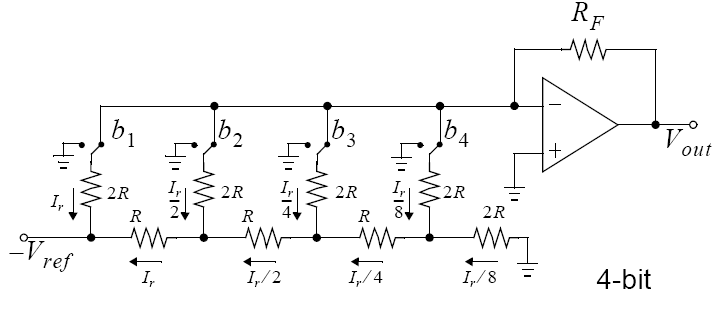 R_F
b_1
b_2
b_3
b_4
− 
V_out
+
I_r
2R
I_r/2
2R
I_r/4
2R
I_r/8
2R
R
R
R
2R
−V_ref
I_r
I_r/2
I_r/4
I_r/8
4-bit